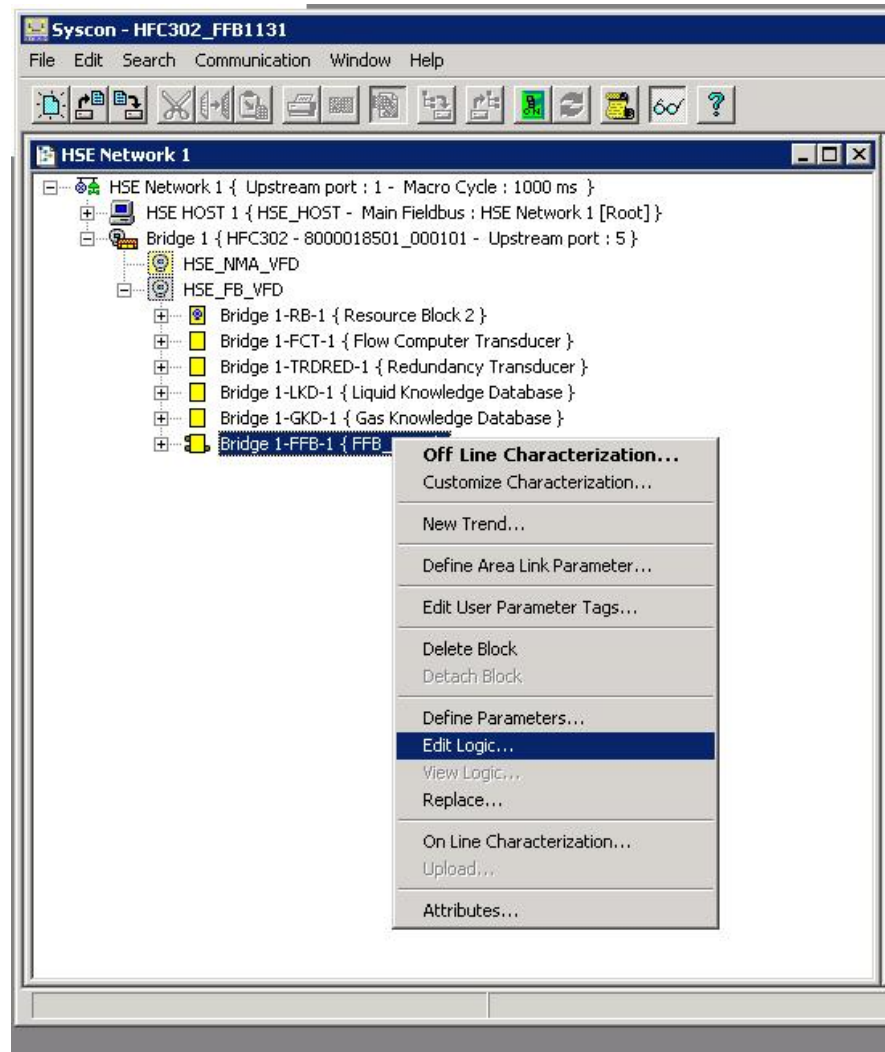 Syscon - HFC302_FFB1131
File Edit Search Communication Window Help
HSE Network 1
HSE Network 1 { Upstream port : 1 - Macro Cycle : 1000 ms }
HSE HOST 1 { HSE_HOST - Main Fieldbus : HSE Network 1 [Root] }
Bridge 1 { HFC302 - 8000018501_000101 - Upstream port : 5 }
HSE_NMA_VFD
HSE_FB_VFD
Bridge 1-RB-1 { Resource Block 2 }
Bridge 1-FCT-1 { Flow Computer Transducer }
Bridge 1-TRDRED-1 { Redundancy Transducer }
Bridge 1-LKD-1 { Liquid Knowledge Database }
Bridge 1-GKD-1 { Gas Knowledge Database }
Bridge 1-FFB-1 { FFB_
Off Line Characterization...
Customize Characterization...
New Trend...
Define Area Link Parameter...
Edit User Parameter Tags...
Delete Block
Detach Block
Define Parameters...
Edit Logic...
View Logic...
Replace...
On Line Characterization...
Upload...
Attributes...